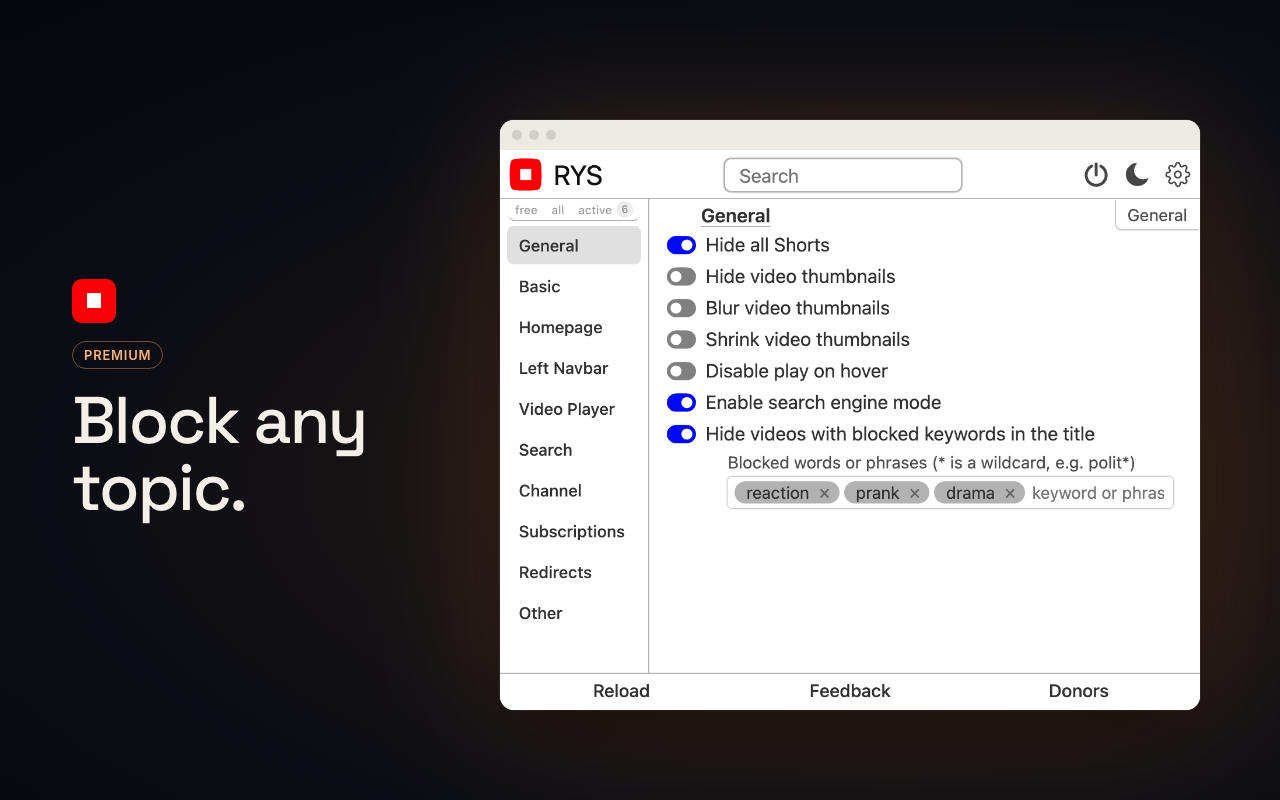 PREMIUM
Block any
topic.
RYS
Search
free all active 6
General
Basic
Homepage
Left Navbar
Video Player
Search
Channel
Subscriptions
Redirects
Other
General
General
Hide all Shorts
Hide video thumbnails
Blur video thumbnails
Shrink video thumbnails
Disable play on hover
Enable search engine mode
Hide videos with blocked keywords in the title
Blocked words or phrases (* is a wildcard, e.g. polit*)
reaction × prank × drama × keyword or phras
Reload Feedback Donors